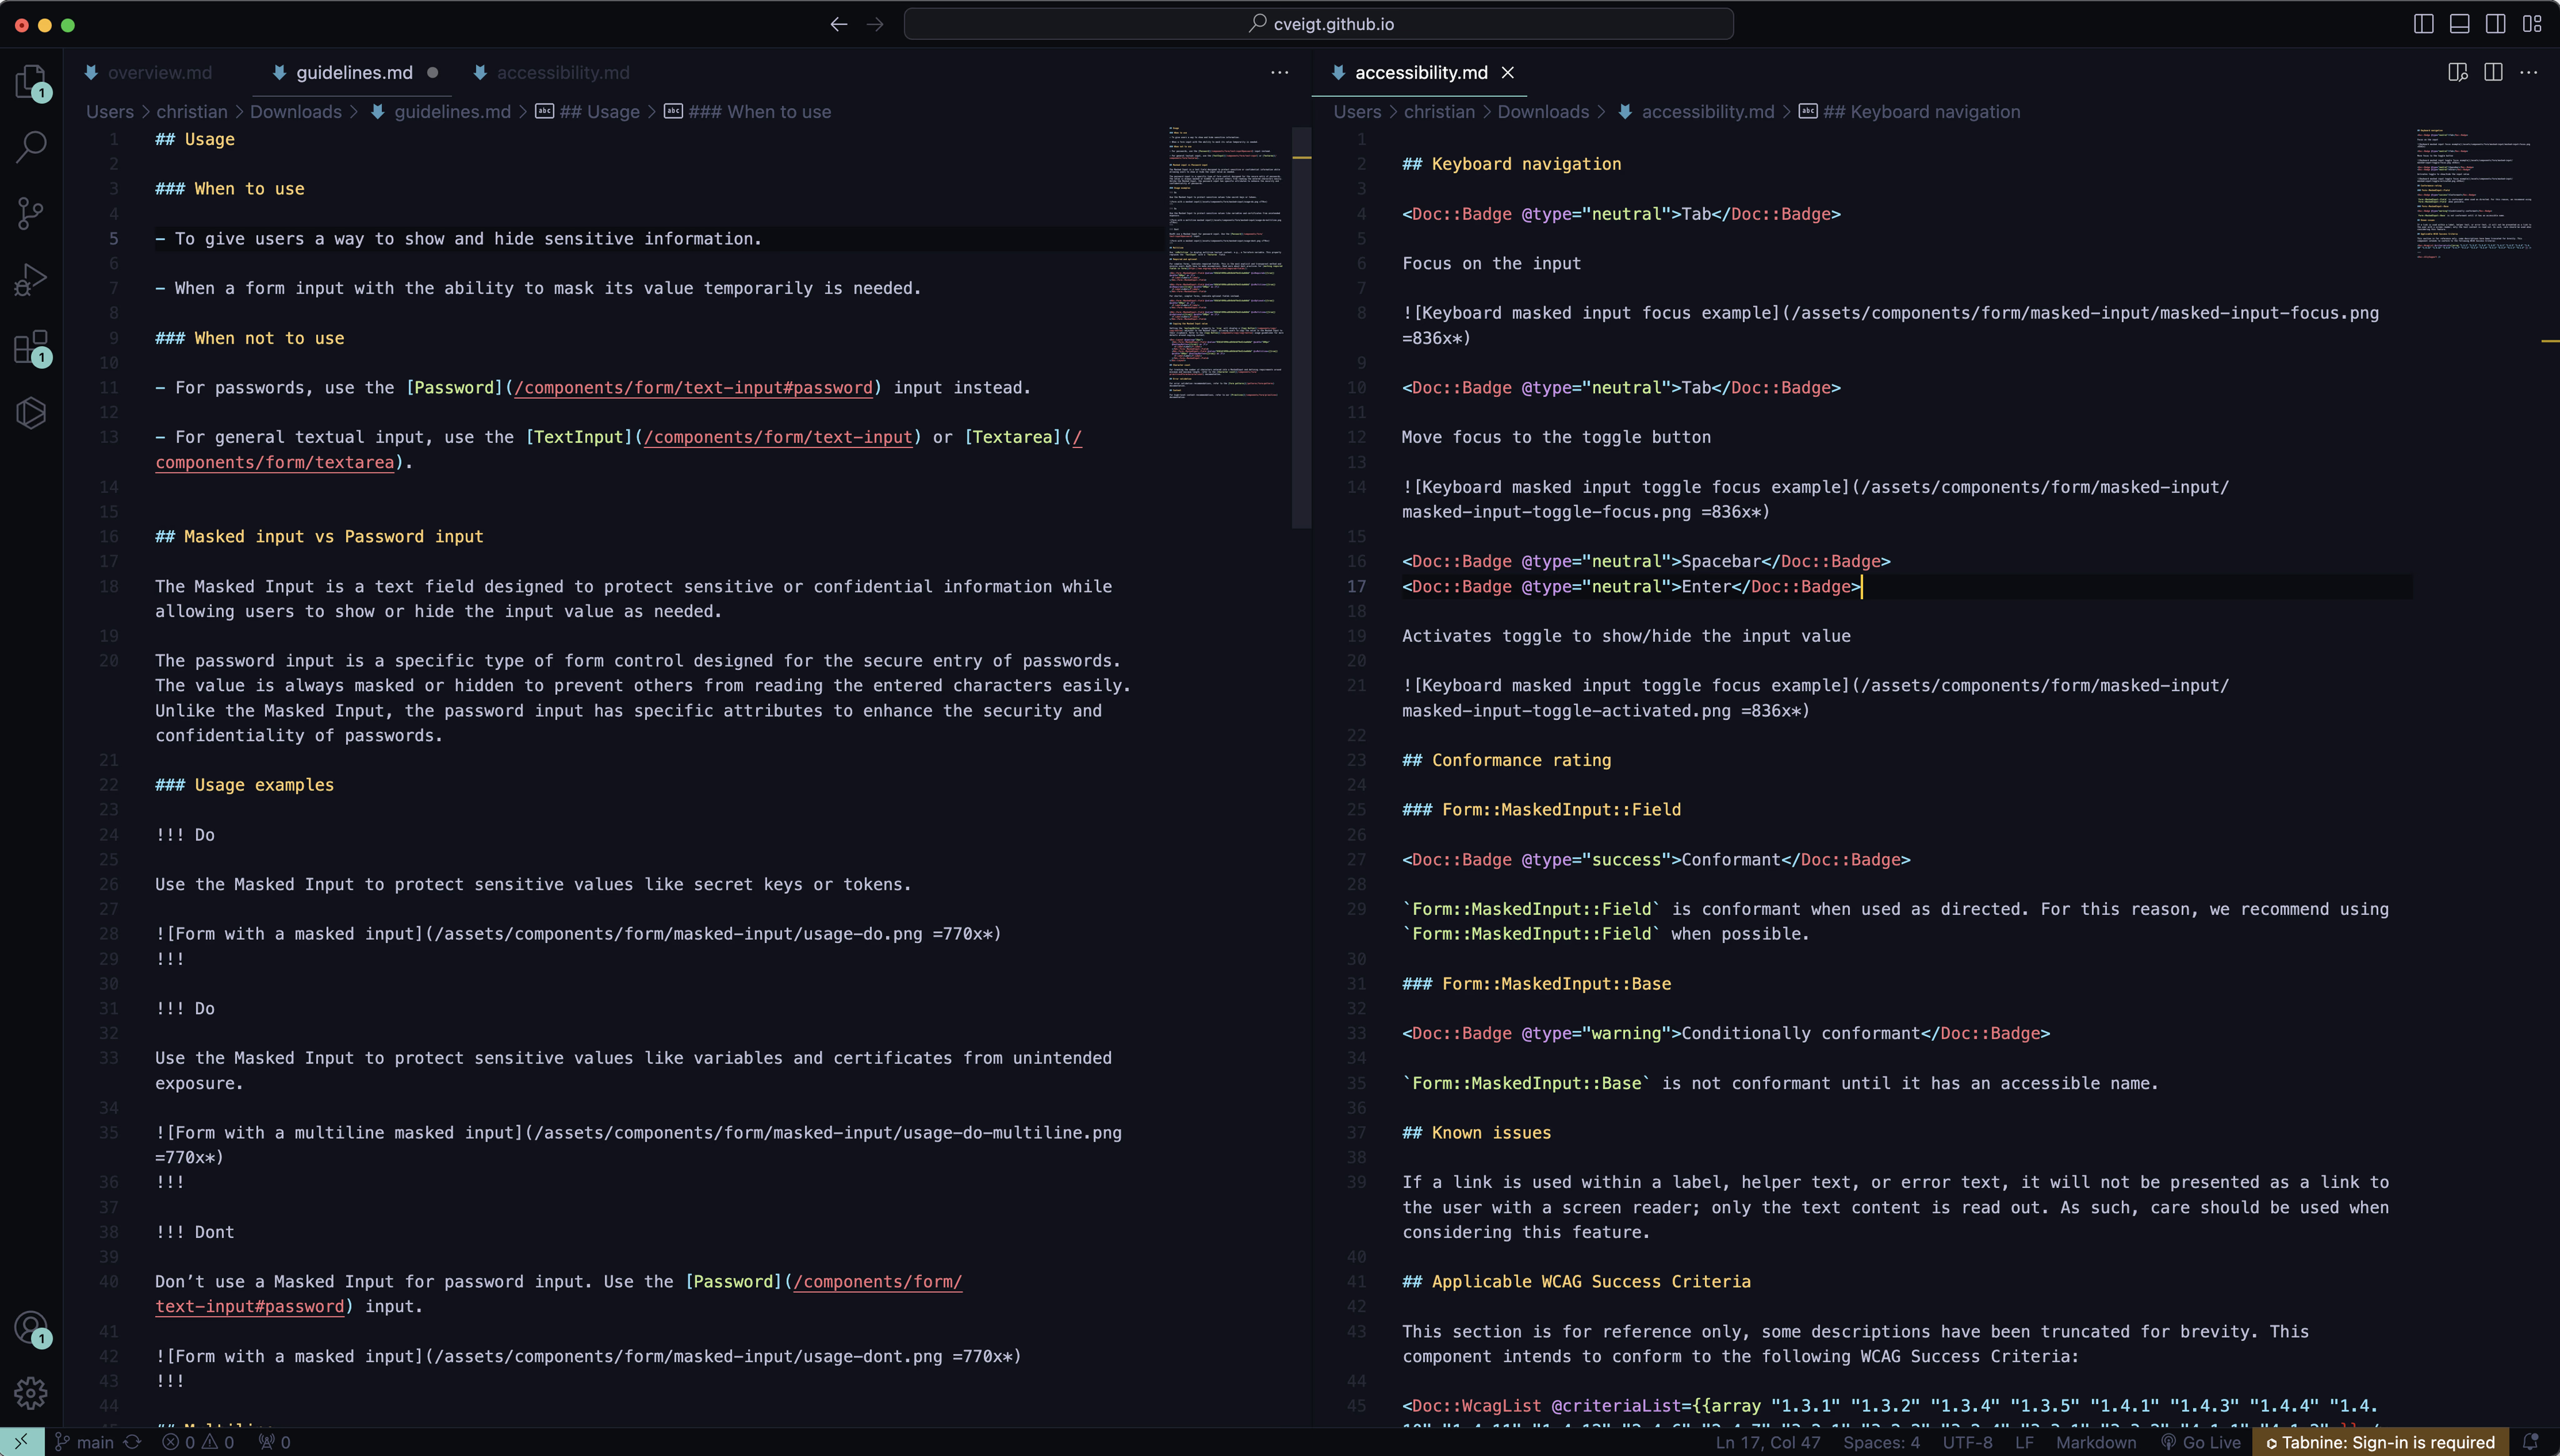 cveigt.github.io
overview.md
guidelines.md
accessibility.md
Users > christian > Downloads > guidelines.md > ## Usage > ### When to use
1 ## Usage
2
3 ### When to use
4
5 - To give users a way to show and hide sensitive information.
6
7 - When a form input with the ability to mask its value temporarily is needed.
8
9 ### When not to use
10
11 - For passwords, use the [Password](/components/form/text-input#password) input instead.
12
13 - For general textual input, use the [TextInput](/components/form/text-input) or [Textarea](/
components/form/textarea).
14
15
16 ## Masked input vs Password input
17
18 The Masked Input is a text field designed to protect sensitive or confidential information while
allowing users to show or hide the input value as needed.
19
20 The password input is a specific type of form control designed for the secure entry of passwords.
The value is always masked or hidden to prevent others from reading the entered characters easily.
Unlike the Masked Input, the password input has specific attributes to enhance the security and
confidentiality of passwords.
21
22 ### Usage examples
23
24 !!! Do
25
26 Use the Masked Input to protect sensitive values like secret keys or tokens.
27
28 ![Form with a masked input](/assets/components/form/masked-input/usage-do.png =770x*)
29 !!!
30
31 !!! Do
32
33 Use the Masked Input to protect sensitive values like variables and certificates from unintended
exposure.
34
35 ![Form with a multiline masked input](/assets/components/form/masked-input/usage-do-multiline.png
=770x*)
36 !!!
37
38 !!! Dont
39
40 Don’t use a Masked Input for password input. Use the [Password](/components/form/
text-input#password) input.
41
42 ![Form with a masked input](/assets/components/form/masked-input/usage-dont.png =770x*)
43 !!!
44
accessibility.md
Users > christian > Downloads > accessibility.md > ## Keyboard navigation
1
2 ## Keyboard navigation
3
4 <Doc::Badge @type="neutral">Tab</Doc::Badge>
5
6 Focus on the input
7
8 ![Keyboard masked input focus example](/assets/components/form/masked-input/masked-input-focus.png
=836x*)
9
10 <Doc::Badge @type="neutral">Tab</Doc::Badge>
11
12 Move focus to the toggle button
13
14 ![Keyboard masked input toggle focus example](/assets/components/form/masked-input/
masked-input-toggle-focus.png =836x*)
15
16 <Doc::Badge @type="neutral">Spacebar</Doc::Badge>
17 <Doc::Badge @type="neutral">Enter</Doc::Badge>
18
19 Activates toggle to show/hide the input value
20
21 ![Keyboard masked input toggle focus example](/assets/components/form/masked-input/
masked-input-toggle-activated.png =836x*)
22
23 ## Conformance rating
24
25 ### Form::MaskedInput::Field
26
27 <Doc::Badge @type="success">Conformant</Doc::Badge>
28
29 `Form::MaskedInput::Field` is conformant when used as directed. For this reason, we recommend using
`Form::MaskedInput::Field` when possible.
30
31 ### Form::MaskedInput::Base
32
33 <Doc::Badge @type="warning">Conditionally conformant</Doc::Badge>
34
35 `Form::MaskedInput::Base` is not conformant until it has an accessible name.
36
37 ## Known issues
38
39 If a link is used within a label, helper text, or error text, it will not be presented as a link to
the user with a screen reader; only the text content is read out. As such, care should be used when
considering this feature.
40
41 ## Applicable WCAG Success Criteria
42
43 This section is for reference only, some descriptions have been truncated for brevity. This
component intends to conform to the following WCAG Success Criteria:
44
45 <Doc::WcagList @criteriaList={{array "1.3.1" "1.3.2" "1.3.4" "1.3.5" "1.4.1" "1.4.3" "1.4.4" "1.4.
1
1
1
main 0 0 0
Ln 17, Col 47 Spaces: 4 UTF-8 LF Markdown Go Live Tabnine: Sign-in is required